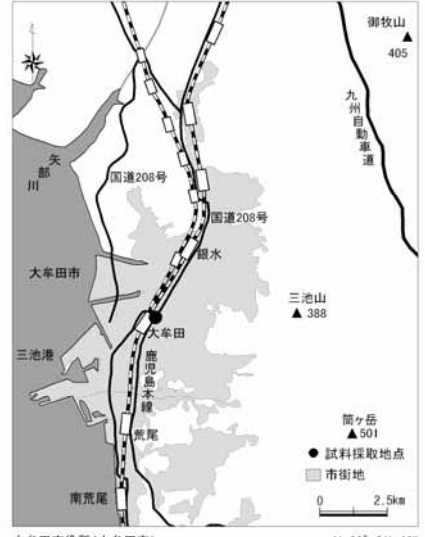 御牧山
405
九州自動車道
矢部川
国道208号
国道208号
銀水
大牟田市
三池山
388
大牟田
三池港
鹿児島本線
荒尾
筒ヶ岳
501
試料採取地点
市街地
南荒尾
0 2.5km